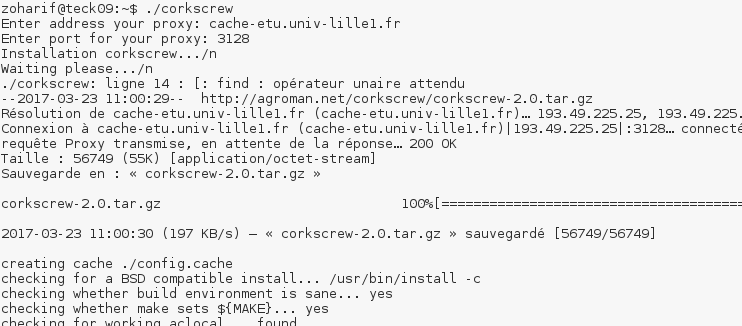 zoharif@teck09:~$ ./corkscrew
Enter address your proxy: cache-etu.univ-lille1.fr
Enter port for your proxy: 3128
Installation corkscrew.../n
Waiting please.../n
./corkscrew: ligne 14 : [: find : opérateur unaire attendu
--2017-03-23 11:00:29--  http://agroman.net/corkscrew/corkscrew-2.0.tar.gz
Résolution de cache-etu.univ-lille1.fr (cache-etu.univ-lille1.fr)… 193.49.225.25, 193.49.225.
Connexion à cache-etu.univ-lille1.fr (cache-etu.univ-lille1.fr)|193.49.225.25|:3128… connecté
requête Proxy transmise, en attente de la réponse… 200 OK
Taille : 56749 (55K) [application/octet-stream]
Sauvegarde en : « corkscrew-2.0.tar.gz »
corkscrew-2.0.tar.gz                              100%[======================================
2017-03-23 11:00:30 (197 KB/s) — « corkscrew-2.0.tar.gz » sauvegardé [56749/56749]
creating cache ./config.cache
checking for a BSD compatible install... /usr/bin/install -c
checking whether build environment is sane... yes
checking whether make sets ${MAKE}... yes
checking for working aclocal... found